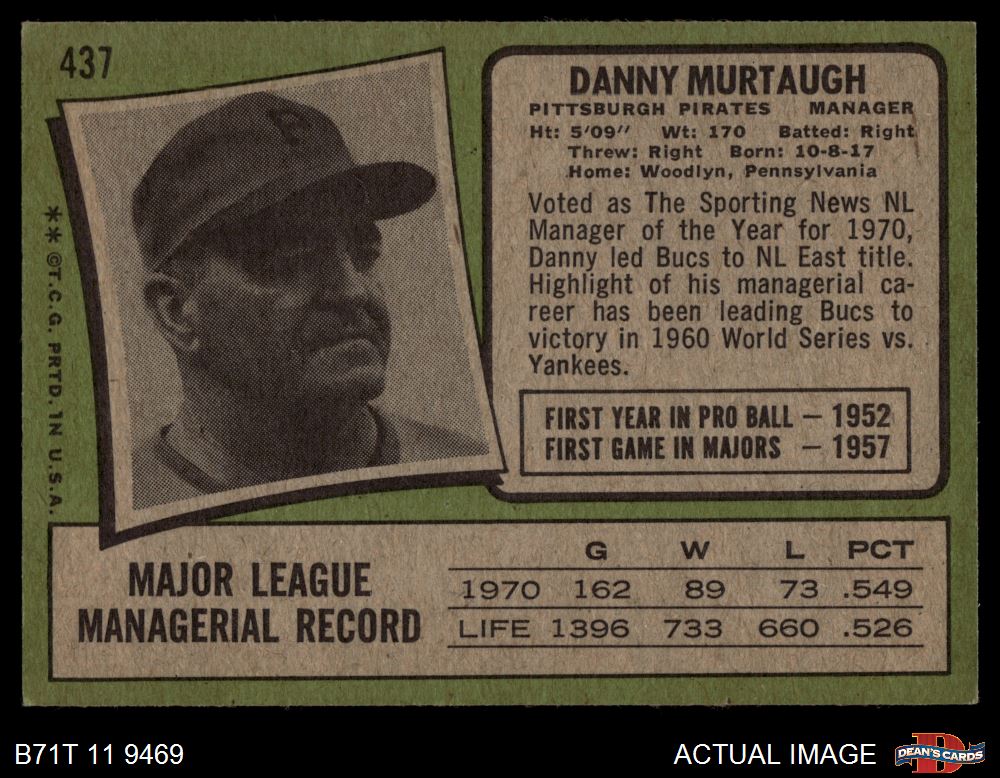 437
DANNY MURTAUGH
PITTSBURGH PIRATES MANAGER
Ht: 5'09" Wt: 170 Batted: Right
Threw: Right Born: 10-8-17
Home: Woodlyn, Pennsylvania
Voted as The Sporting News NL
Manager of the Year for 1970,
Danny led Bucs to NL East title.
Highlight of his managerial ca-
reer has been leading Bucs to
victory in 1960 World Series vs.
Yankees.
FIRST YEAR IN PRO BALL — 1952
FIRST GAME IN MAJORS — 1957
** © T.C.G. PRTD. IN U.S.A.
MAJOR LEAGUE
MANAGERIAL RECORD
G W L PCT
1970 162 89 73 .549
LIFE 1396 733 660 .526
B71T 11 9469
ACTUAL IMAGE
D
DEAN'S CARDS